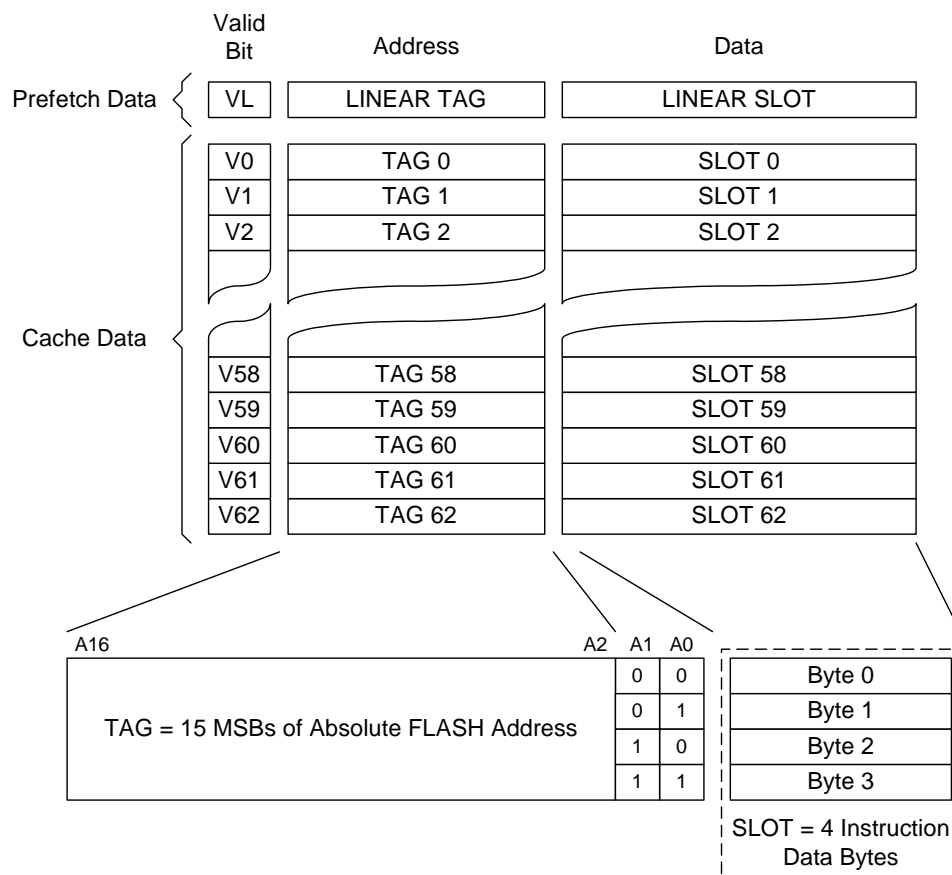 Valid
Bit
Address
Data
Prefetch Data
VL
LINEAR TAG
LINEAR SLOT
V0
TAG 0
SLOT 0
V1
TAG 1
SLOT 1
V2
TAG 2
SLOT 2
Cache Data
V58
TAG 58
SLOT 58
V59
TAG 59
SLOT 59
V60
TAG 60
SLOT 60
V61
TAG 61
SLOT 61
V62
TAG 62
SLOT 62
A16
A2
A1
A0
TAG = 15 MSBs of Absolute FLASH Address
0
0
Byte 0
0
1
Byte 1
1
0
Byte 2
1
1
Byte 3
SLOT = 4 Instruction
Data Bytes